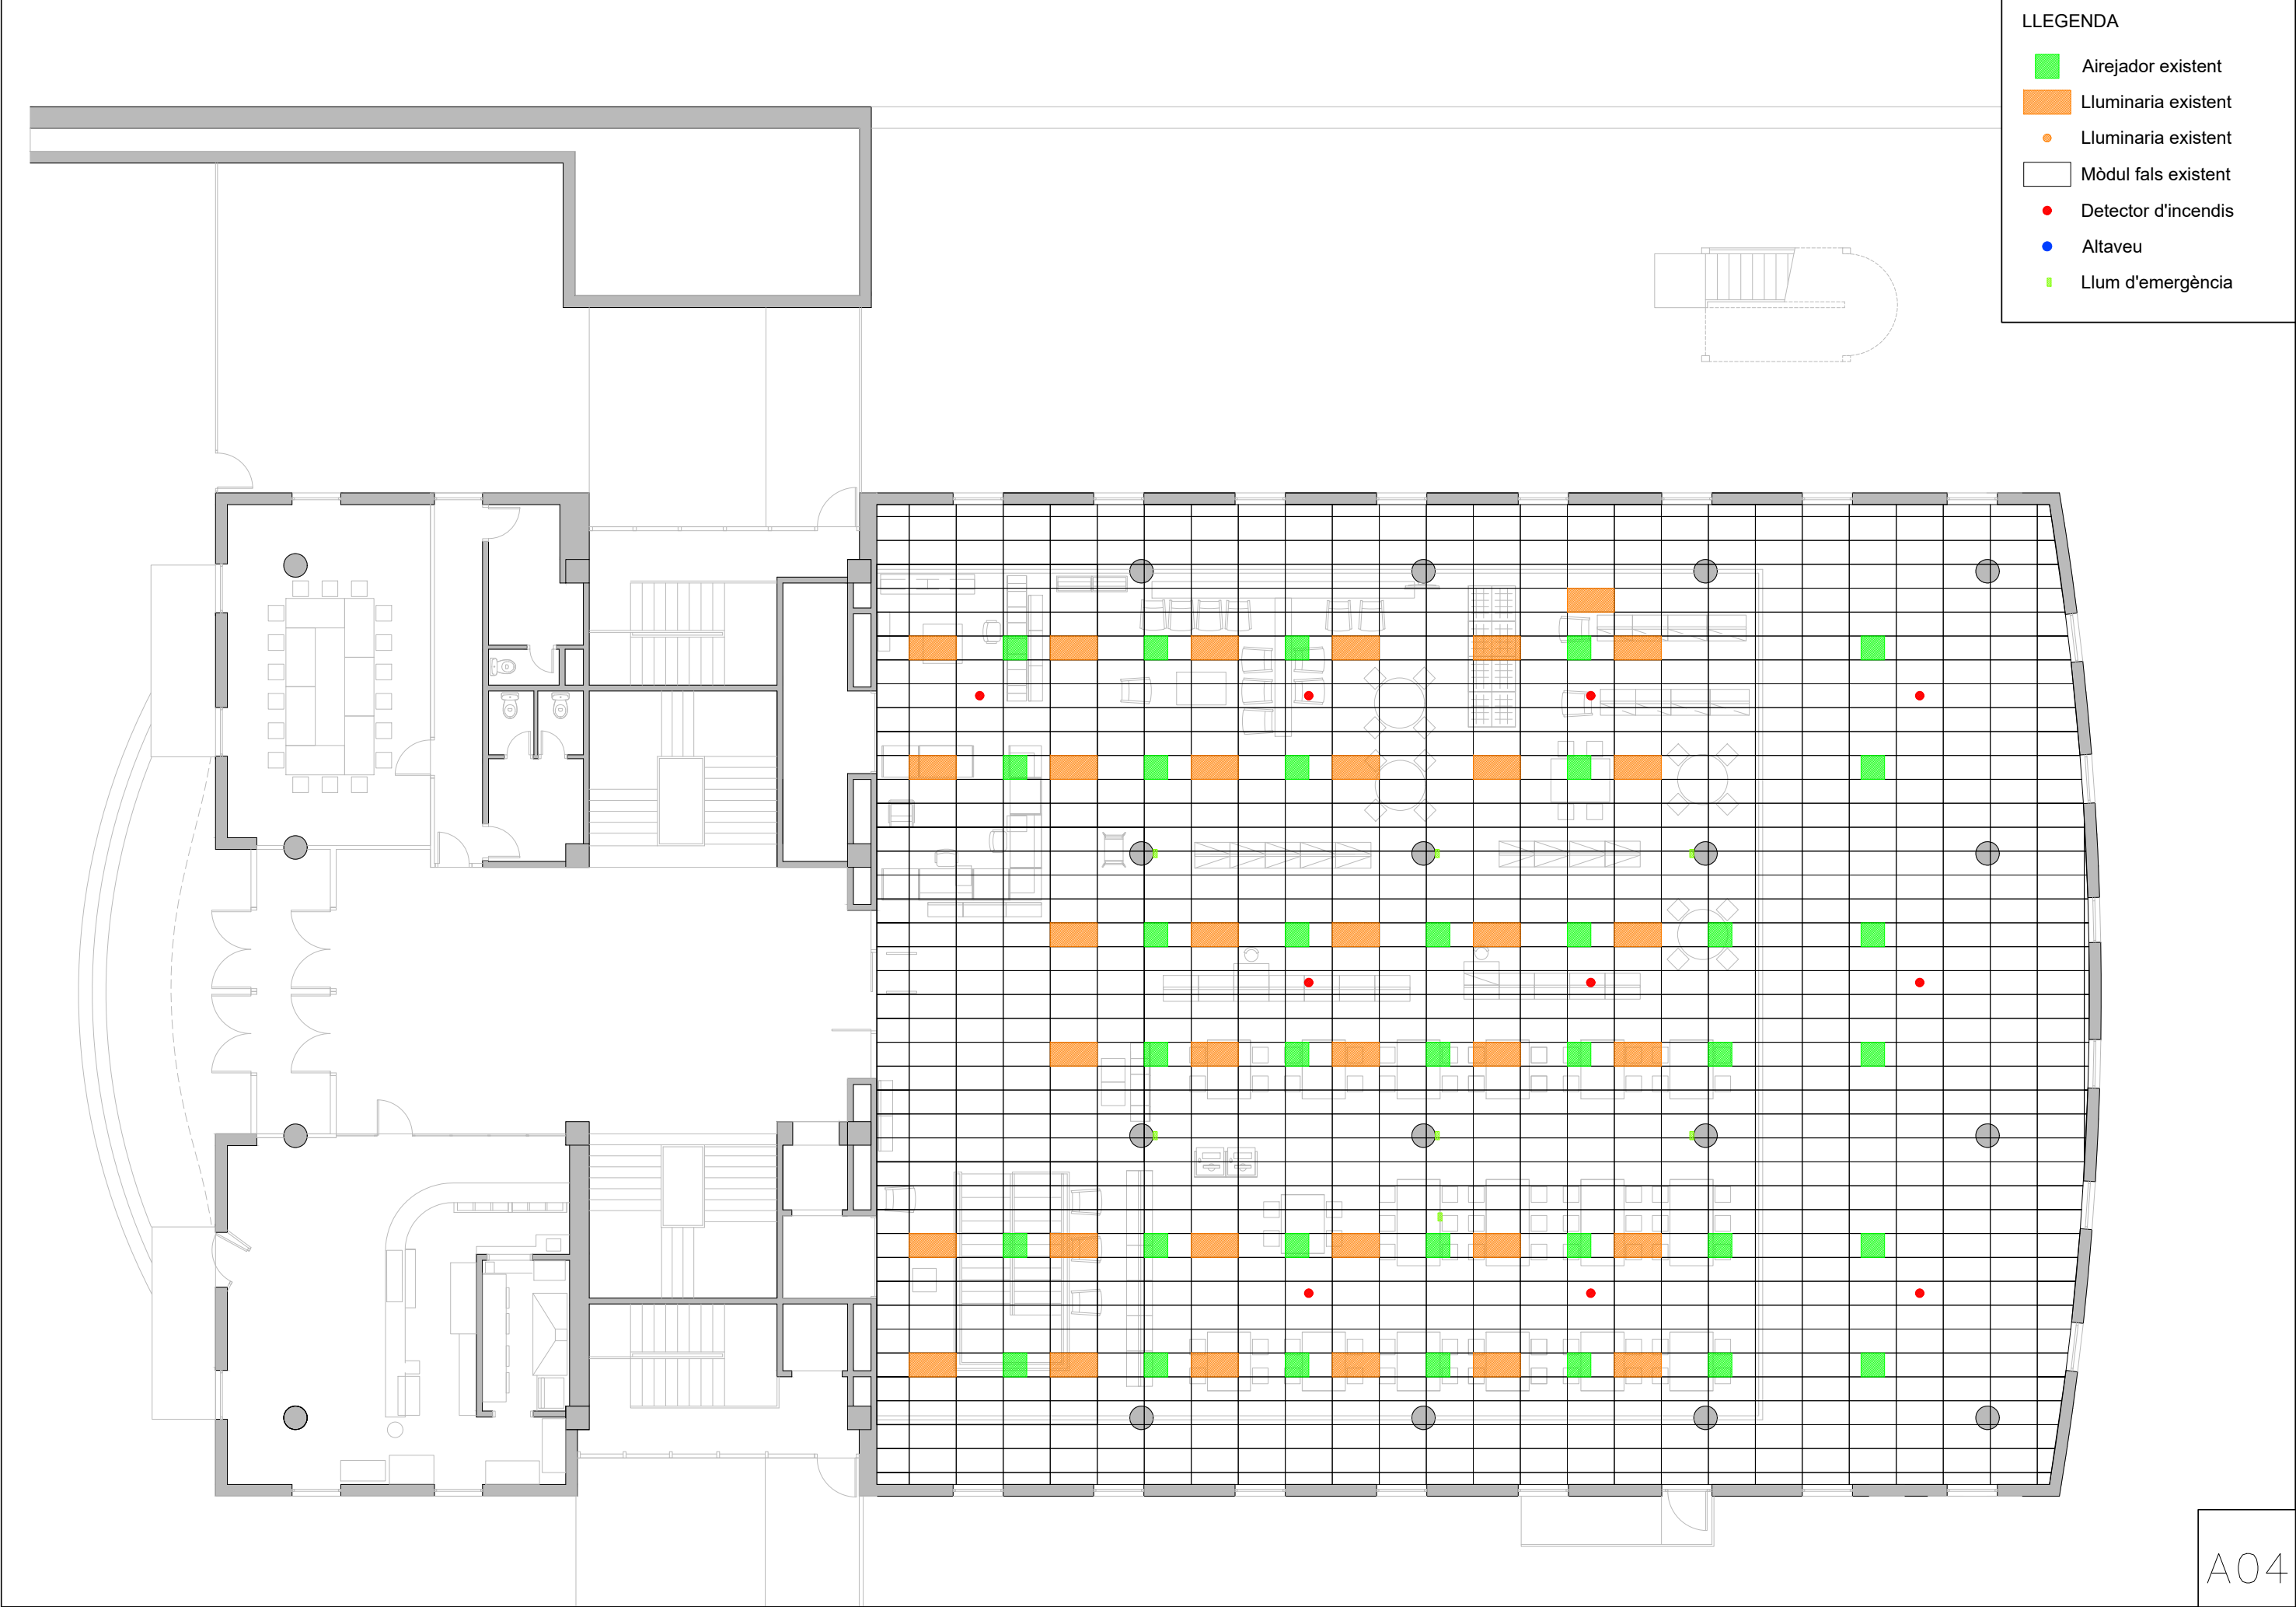 LLEGENDA
Airejador existent
Lluminaria existent
Lluminaria existent
Mòdul fals existent
Detector d'incendis
Altaveu
Llum d'emergència
A04